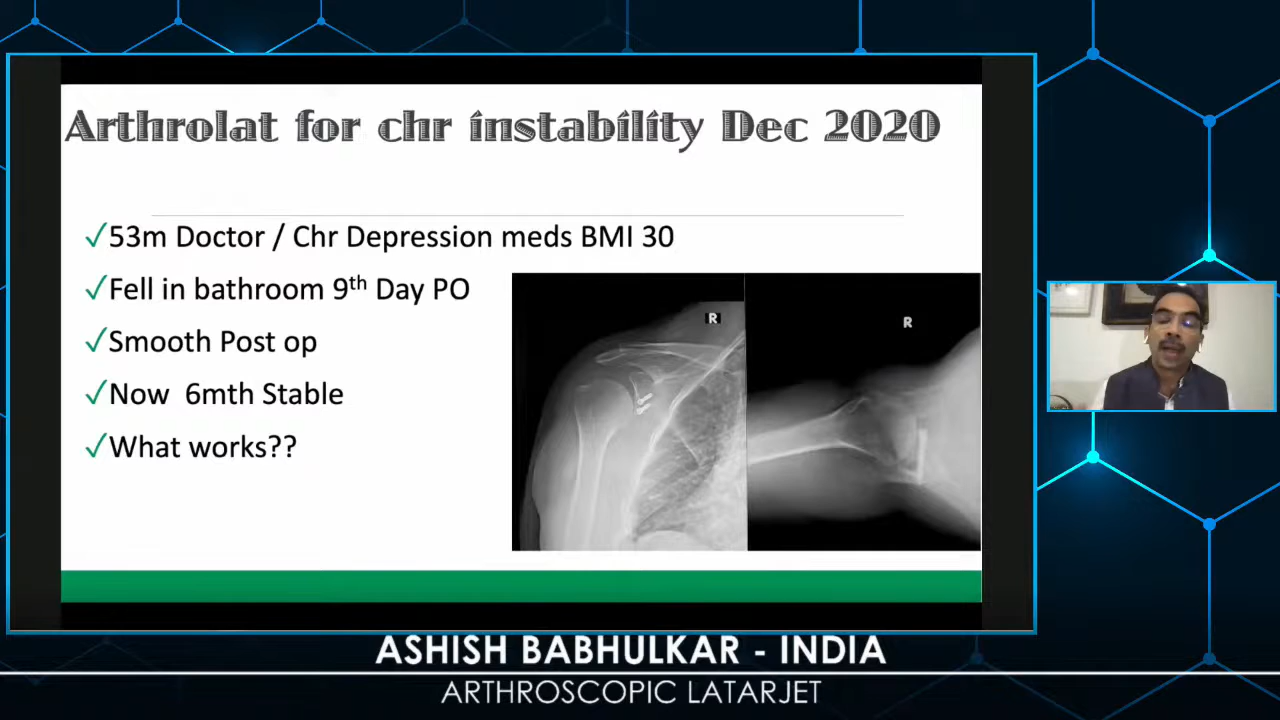 Arthrolat for chr instability Dec 2020
✓53m Doctor / Chr Depression meds BMI 30
✓Fell in bathroom 9th Day PO
✓Smooth Post op
✓Now 6mth Stable
✓What works??
R
R
ASHISH BABHULKAR - INDIA
ARTHROSCOPIC LATARJET